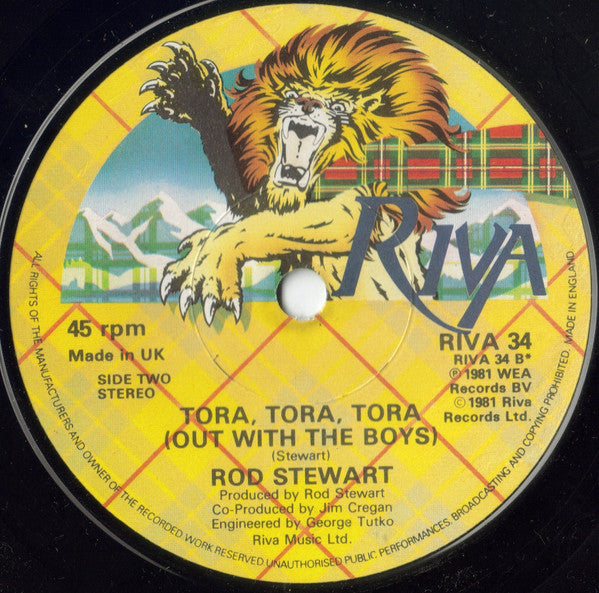 RIVA
45 rpm
Made in UK
SIDE TWO
STEREO
RIVA 34
RIVA 34 B*
℗ 1981 WEA
Records BV
© 1981 Riva
Records Ltd.
TORA, TORA, TORA
(OUT WITH THE BOYS)
(Stewart)
ROD STEWART
Produced by Rod Stewart
Co-Produced by Jim Cregan
Engineered by George Tutko
Riva Music Ltd.
ALL RIGHTS OF THE MANUFACTURERS AND OWNER OF THE RECORDED WORK RESERVED. UNAUTHORISED PUBLIC PERFORMANCES, BROADCASTING AND COPYING PROHIBITED. MADE IN ENGLAND